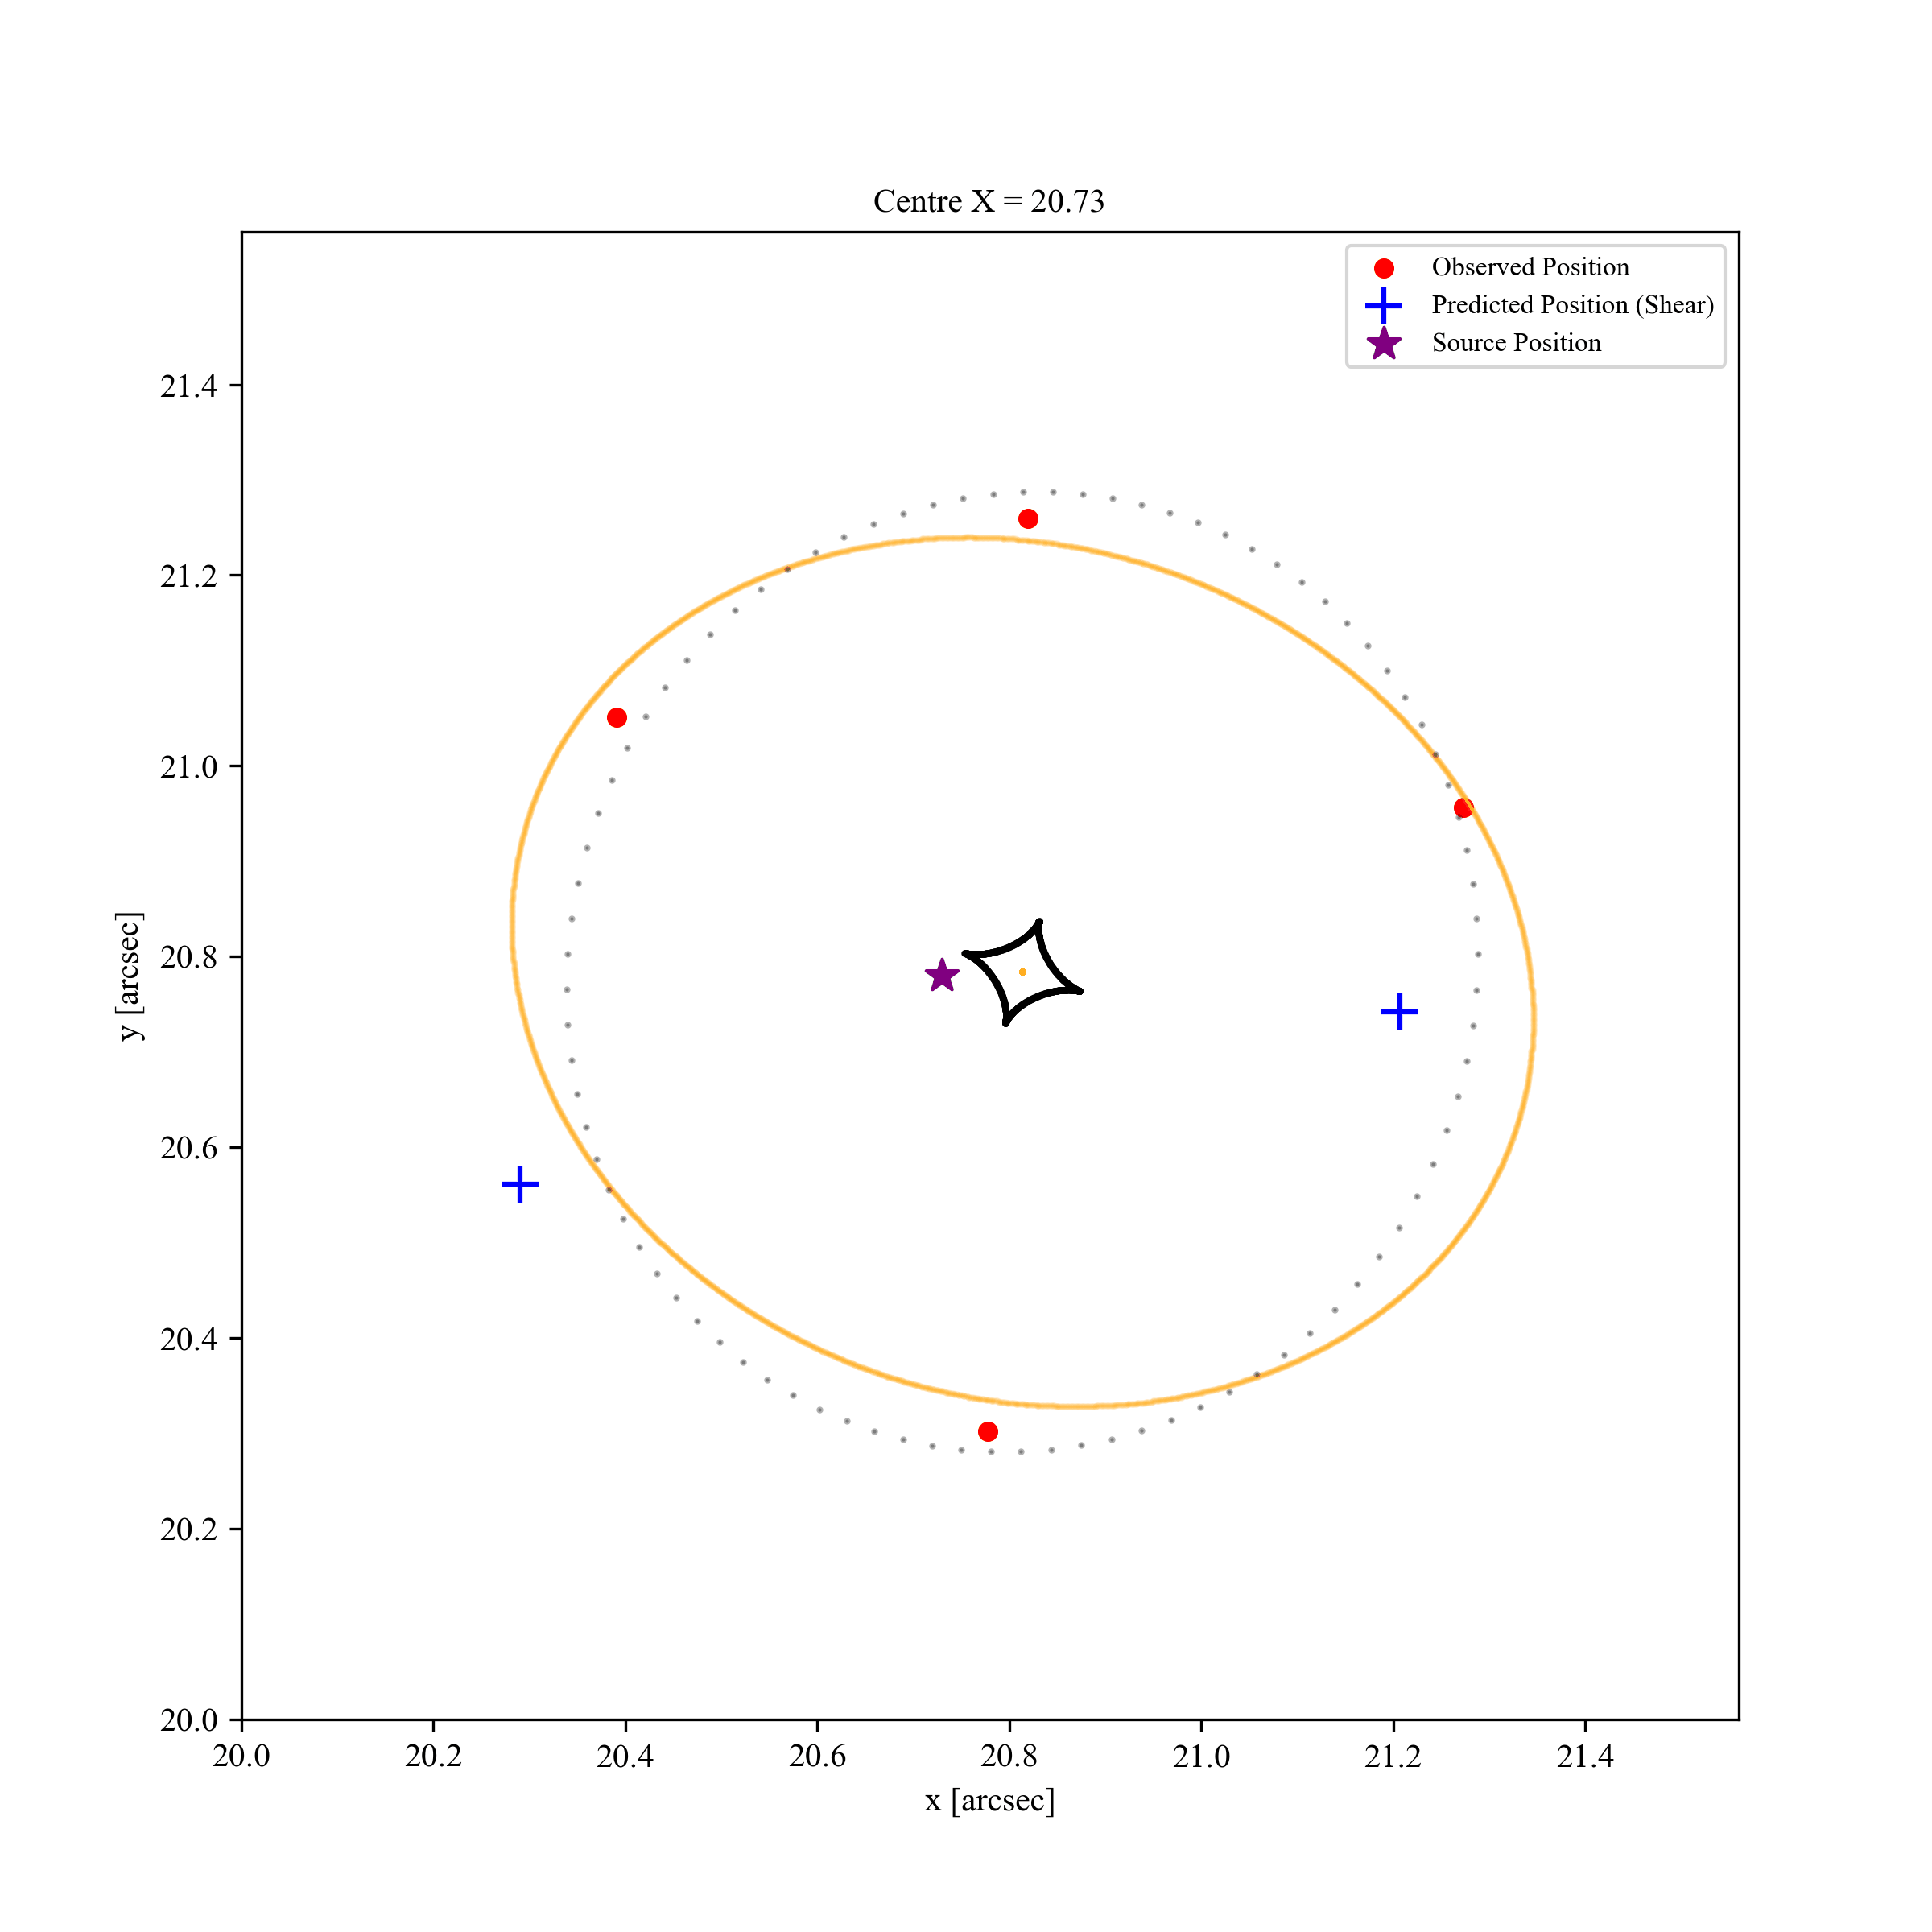 Centre X = 20.73
Observed Position
Predicted Position (Shear)
Source Position
21.4
21.2
21.0
20.8
20.6
20.4
20.2
20.0
y [arcsec]
20.0 20.2 20.4 20.6 20.8 21.0 21.2 21.4
x [arcsec]